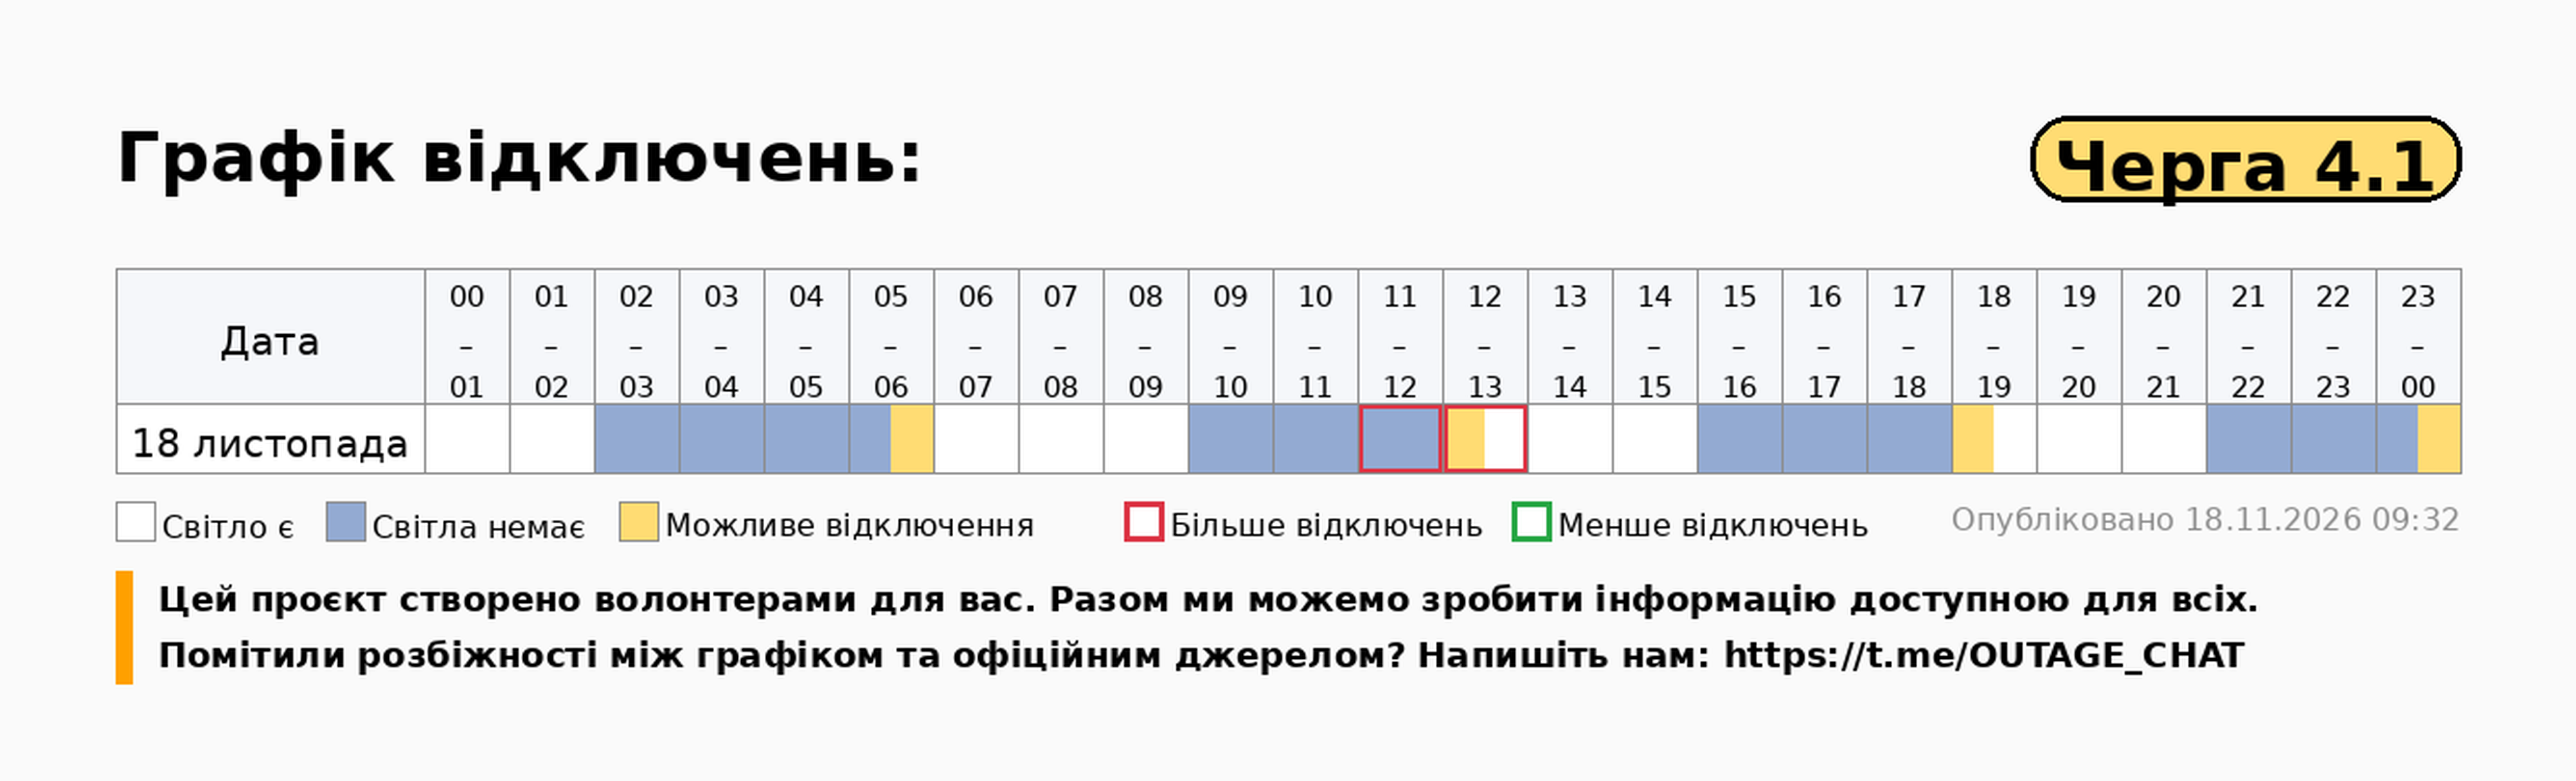 Графік відключень:
Черга 4.1
Дата 00 – 01 01 – 02 02 – 03 03 – 04 04 – 05 05 – 06 06 – 07 07 – 08 08 – 09 09 – 10 10 – 11 11 – 12 12 – 13 13 – 14 14 – 15 15 – 16 16 – 17 17 – 18 18 – 19 19 – 20 20 – 21 21 – 22 22 – 23 23 – 00
18 листопада
Світло є Світла немає Можливе відключення Більше відключень Менше відключень Опубліковано 18.11.2026 09:32
Цей проєкт створено волонтерами для вас. Разом ми можемо зробити інформацію доступною для всіх.
Помітили розбіжності між графіком та офіційним джерелом? Напишіть нам: https://t.me/OUTAGE_CHAT